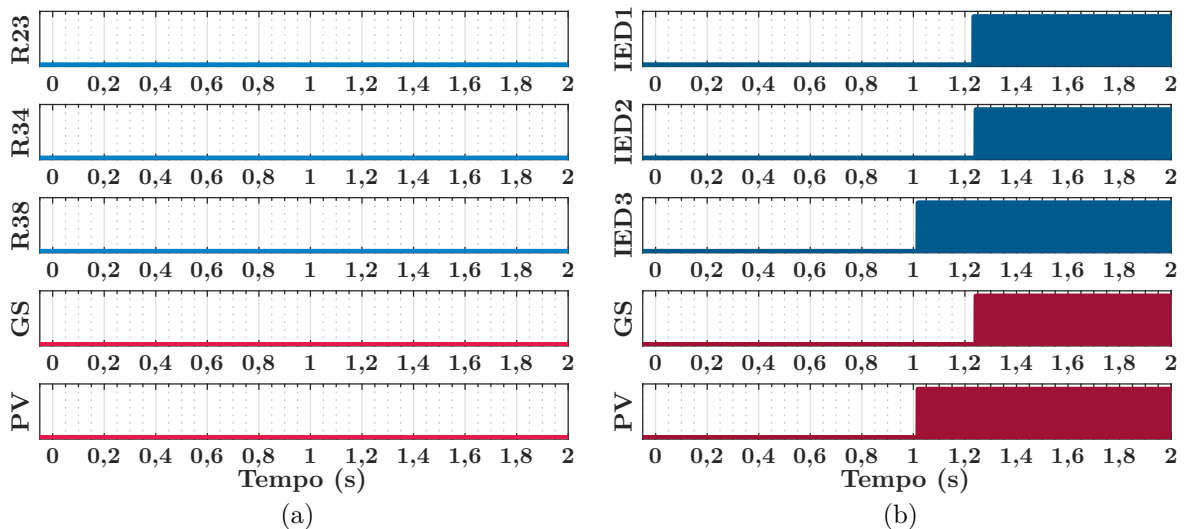 R23
0 0,2 0,4 0,6 0,8 1 1,2 1,4 1,6 1,8 2
R34
0 0,2 0,4 0,6 0,8 1 1,2 1,4 1,6 1,8 2
R38
0 0,2 0,4 0,6 0,8 1 1,2 1,4 1,6 1,8 2
GS
0 0,2 0,4 0,6 0,8 1 1,2 1,4 1,6 1,8 2
PV
0 0,2 0,4 0,6 0,8 1 1,2 1,4 1,6 1,8 2
Tempo (s)
(a)
IED1
0 0,2 0,4 0,6 0,8 1 1,2 1,4 1,6 1,8 2
IED2
0 0,2 0,4 0,6 0,8 1 1,2 1,4 1,6 1,8 2
IED3
0 0,2 0,4 0,6 0,8 1 1,2 1,4 1,6 1,8 2
GS
0 0,2 0,4 0,6 0,8 1 1,2 1,4 1,6 1,8 2
PV
0 0,2 0,4 0,6 0,8 1 1,2 1,4 1,6 1,8 2
Tempo (s)
(b)